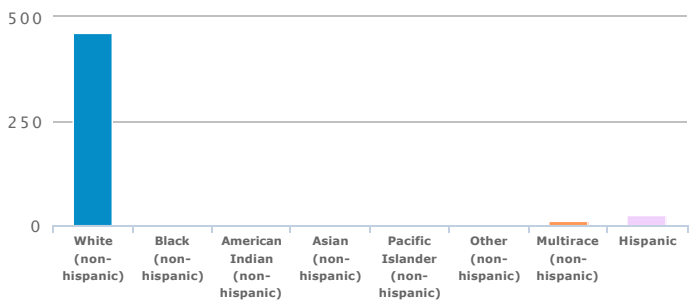 500
250
0
White
(non-
hispanic)
Black
(non-
hispanic)
American
Indian
(non-
hispanic)
Asian
(non-
hispanic)
Pacific
Islander
(non-
hispanic)
Other
(non-
hispanic)
Multirace
(non-
hispanic)
Hispanic